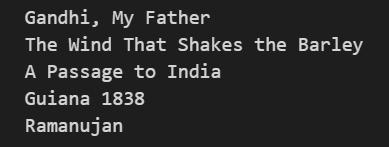 Gandhi, My Father
The Wind That Shakes the Barley
A Passage to India
Guiana 1838
Ramanujan